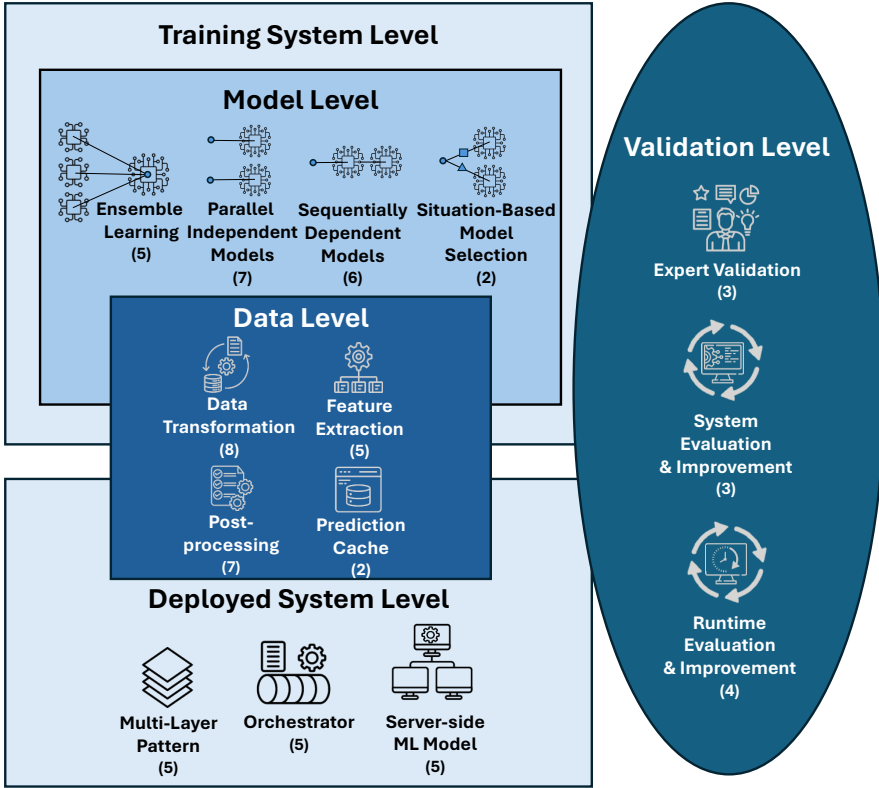 Training System Level
Model Level
Ensemble
Learning
(5)
Parallel
Independent
Models
(7)
Sequentially
Dependent
Models
(6)
Situation-Based
Model
Selection
(2)
Data Level
Data
Transformation
(8)
Feature
Extraction
(5)
Post-
processing
(7)
Prediction
Cache
(2)
Deployed System Level
Multi-Layer
Pattern
(5)
Orchestrator
(5)
Server-side
ML Model
(5)
Validation Level
Expert Validation
(3)
System
Evaluation
& Improvement
(3)
Runtime
Evaluation
& Improvement
(4)